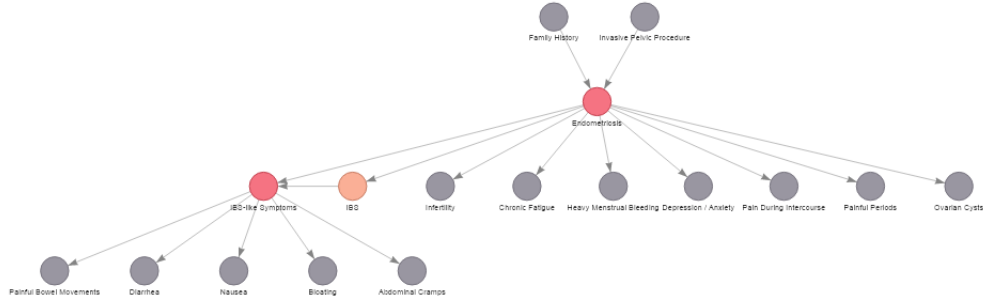 Family History
Invasive Pelvic Procedure
Endometriosis
IBS-like Symptoms
IBS
Infertility
Chronic Fatigue
Heavy Menstrual Bleeding
Depression / Anxiety
Pain During Intercourse
Painful Periods
Ovarian Cysts
Painful Bowel Movements
Diarrhea
Nausea
Bloating
Abdominal Cramps